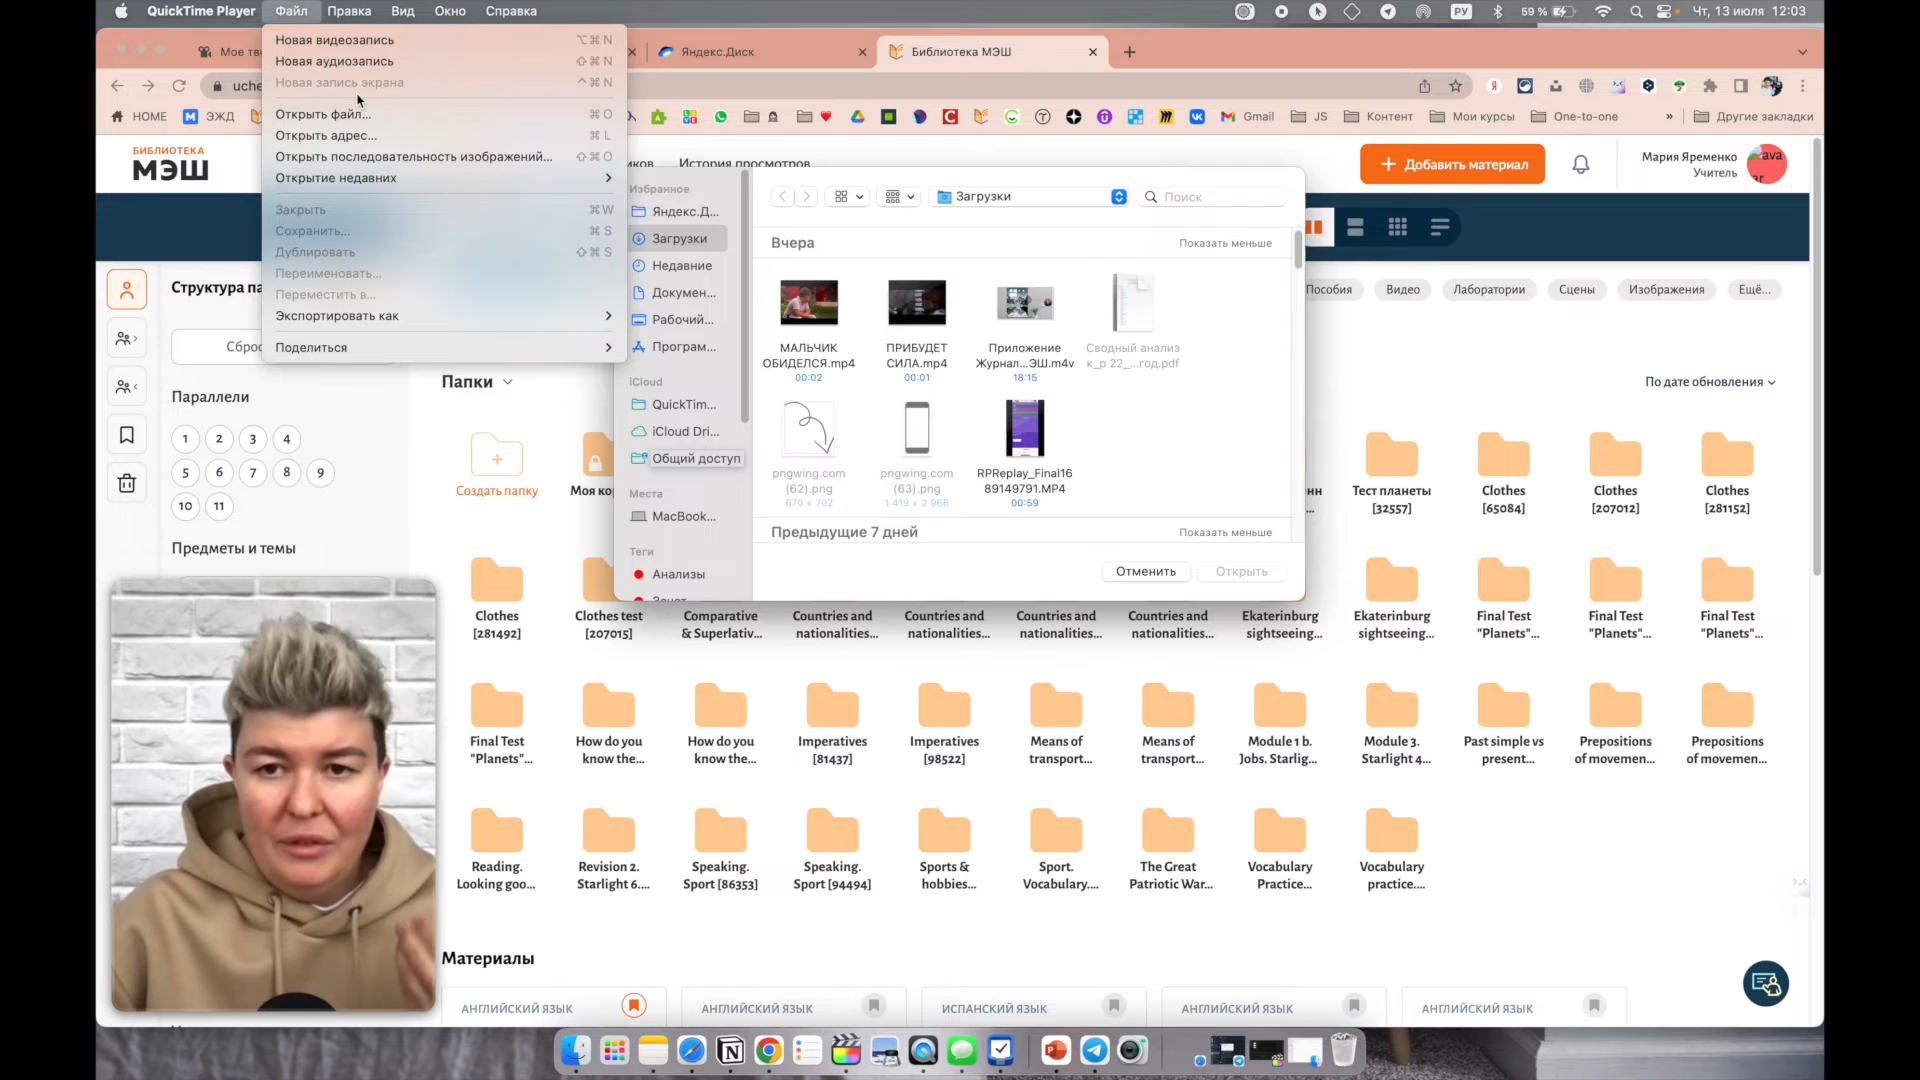 QuickTime Player Файл Правка Вид Окно Справка
РУ 59 % Чт, 13 июля 12:03
Новая видеозапись ⌥⌘N
Новая аудиозапись ⇧⌘N
Новая запись экрана ^⌘N
Открыть файл... ⌘O
Открыть адрес... ⌘L
Открыть последовательность изображений... ⇧⌘O
Открытие недавних
Закрыть ⌘W
Сохранить... ⌘S
Дублировать ⇧⌘S
Переименовать...
Переместить в...
Экспортировать как
Поделиться
Яндекс.Диск
Библиотека МЭШ
HOME ЭЖД
Gmail JS Контент Мои курсы One-to-one » Другие закладки
БИБЛИОТЕКА
МЭШ
История просмотров
Добавить материал
Мария Яременко
Учитель
Избранное
Яндекс.Д...
Загрузки
Недавние
Докумен...
Рабочий...
Програм...
iCloud
QuickTim...
iCloud Dri...
Общий доступ
Места
MacBook...
Теги
Анализы
Загрузки
Поиск
Вчера Показать меньше
МАЛЬЧИК
ОБИДЕЛСЯ.mp4
00:02
ПРИБУДЕТ
СИЛА.mp4
00:01
Приложение
Журнал...ЭШ.m4v
18:15
Сводный анализ
к_р 22_...год.pdf
pngwing.com
(62).png
670 x 702
pngwing.com
(63).png
1 419 x 2 966
RPReplay_Final16
89149791.MP4
00:59
Предыдущие 7 дней Показать меньше
Отменить Открыть
Пособия Видео Лаборатории Сцены Изображения Ещё...
Структура па
Сброс
Параллели
1 2 3 4
5 6 7 8 9
10 11
Предметы и темы
Папки
По дате обновления
Создать папку
Моя ко
Тест планеты
[32557]
Clothes
[65084]
Clothes
[207012]
Clothes
[281152]
Clothes
[281492]
Clothes test
[207015]
Comparative
& Superlativ...
Countries and
nationalities...
Countries and
nationalities...
Countries and
nationalities...
Countries and
nationalities...
Ekaterinburg
sightseeing...
Ekaterinburg
sightseeing...
Final Test
"Planets"...
Final Test
"Planets"...
Final Test
"Planets"...
Final Test
"Planets"...
How do you
know the...
How do you
know the...
Imperatives
[81437]
Imperatives
[98522]
Means of
transport...
Means of
transport...
Module 1 b.
Jobs. Starlig...
Module 3.
Starlight 4...
Past simple vs
present...
Prepositions
of movemen...
Prepositions
of movemen...
Reading.
Looking goo...
Revision 2.
Starlight 6....
Speaking.
Sport [86353]
Speaking.
Sport [94494]
Sports &
hobbies...
Sport.
Vocabulary....
The Great
Patriotic War...
Vocabulary
Practice...
Vocabulary
practice....
Материалы
АНГЛИЙСКИЙ ЯЗЫК
АНГЛИЙСКИЙ ЯЗЫК
ИСПАНСКИЙ ЯЗЫК
АНГЛИЙСКИЙ ЯЗЫК
АНГЛИЙСКИЙ ЯЗЫК